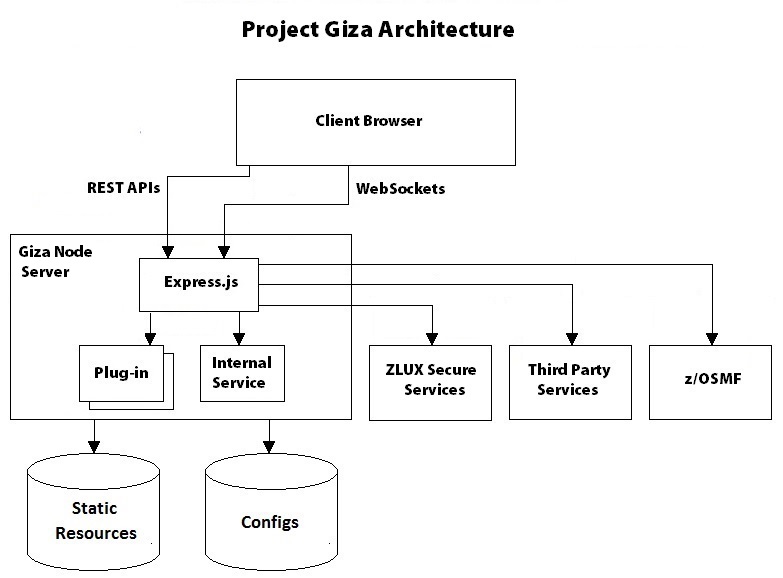 Project Giza Architecture
Client Browser
REST APIs
WebSockets
Giza Node
Server
Express.js
Plug-in
Internal
Service
ZLUX Secure
Services
Third Party
Services
z/OSMF
Static
Resources
Configs